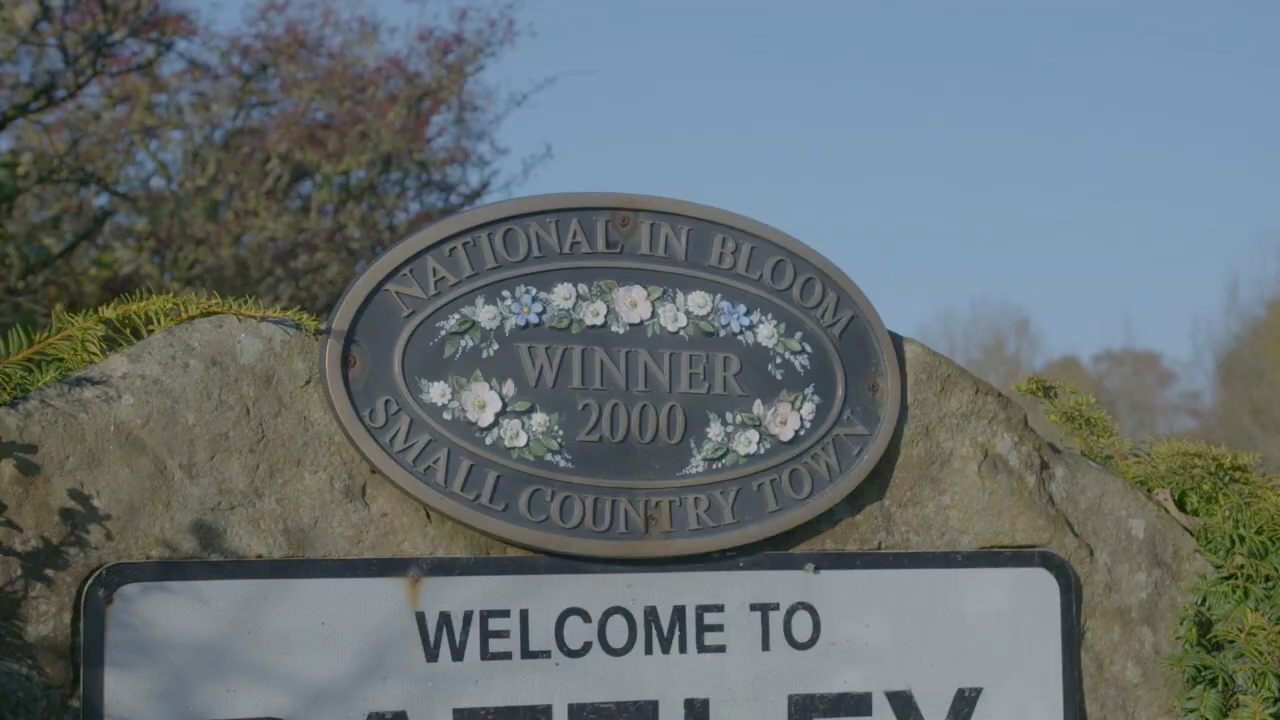 NATIONAL IN BLOOM
WINNER
2000
SMALL COUNTRY TOWN
WELCOME TO